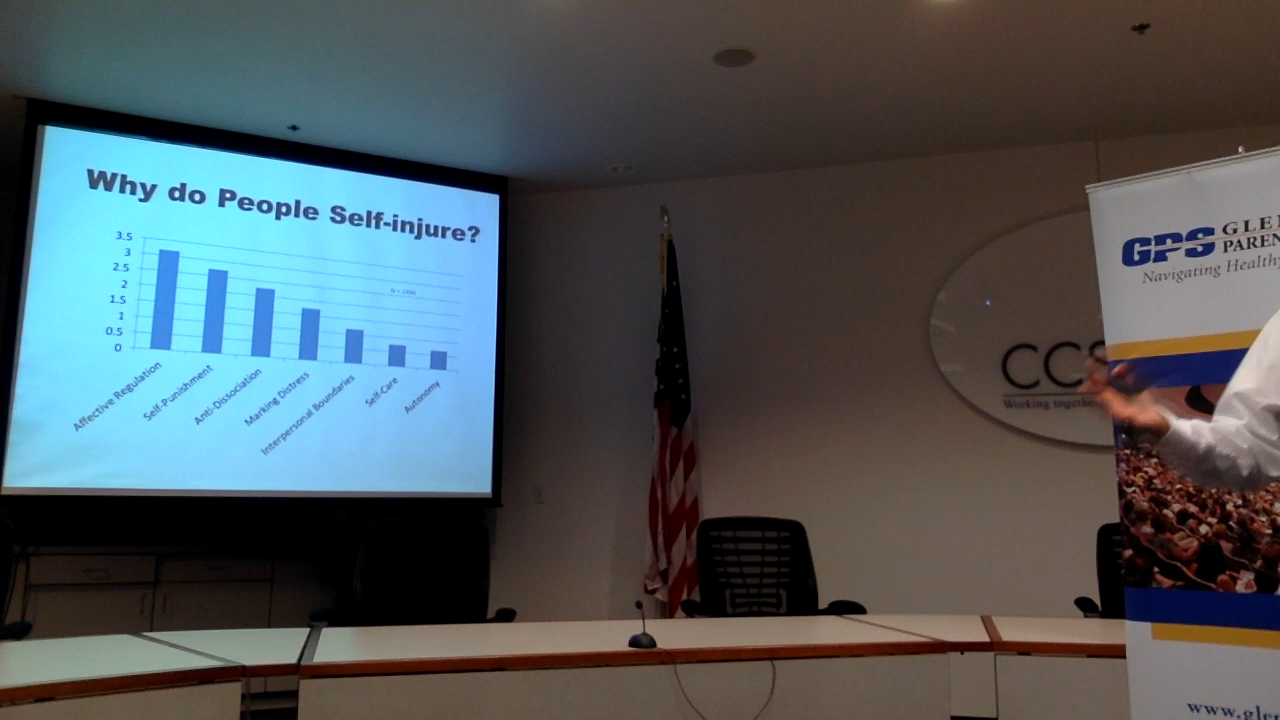 Why do People Self-injure?
3.5
3
2.5
2
1.5
1
0.5
0
Affective Regulation
Self-Punishment
Anti-Dissociation
Marking Distress
Interpersonal Boundaries
Self-Care
Autonomy
CCS
Working together
GPS GLEN
PAREN
Navigating Healthy
www.glen